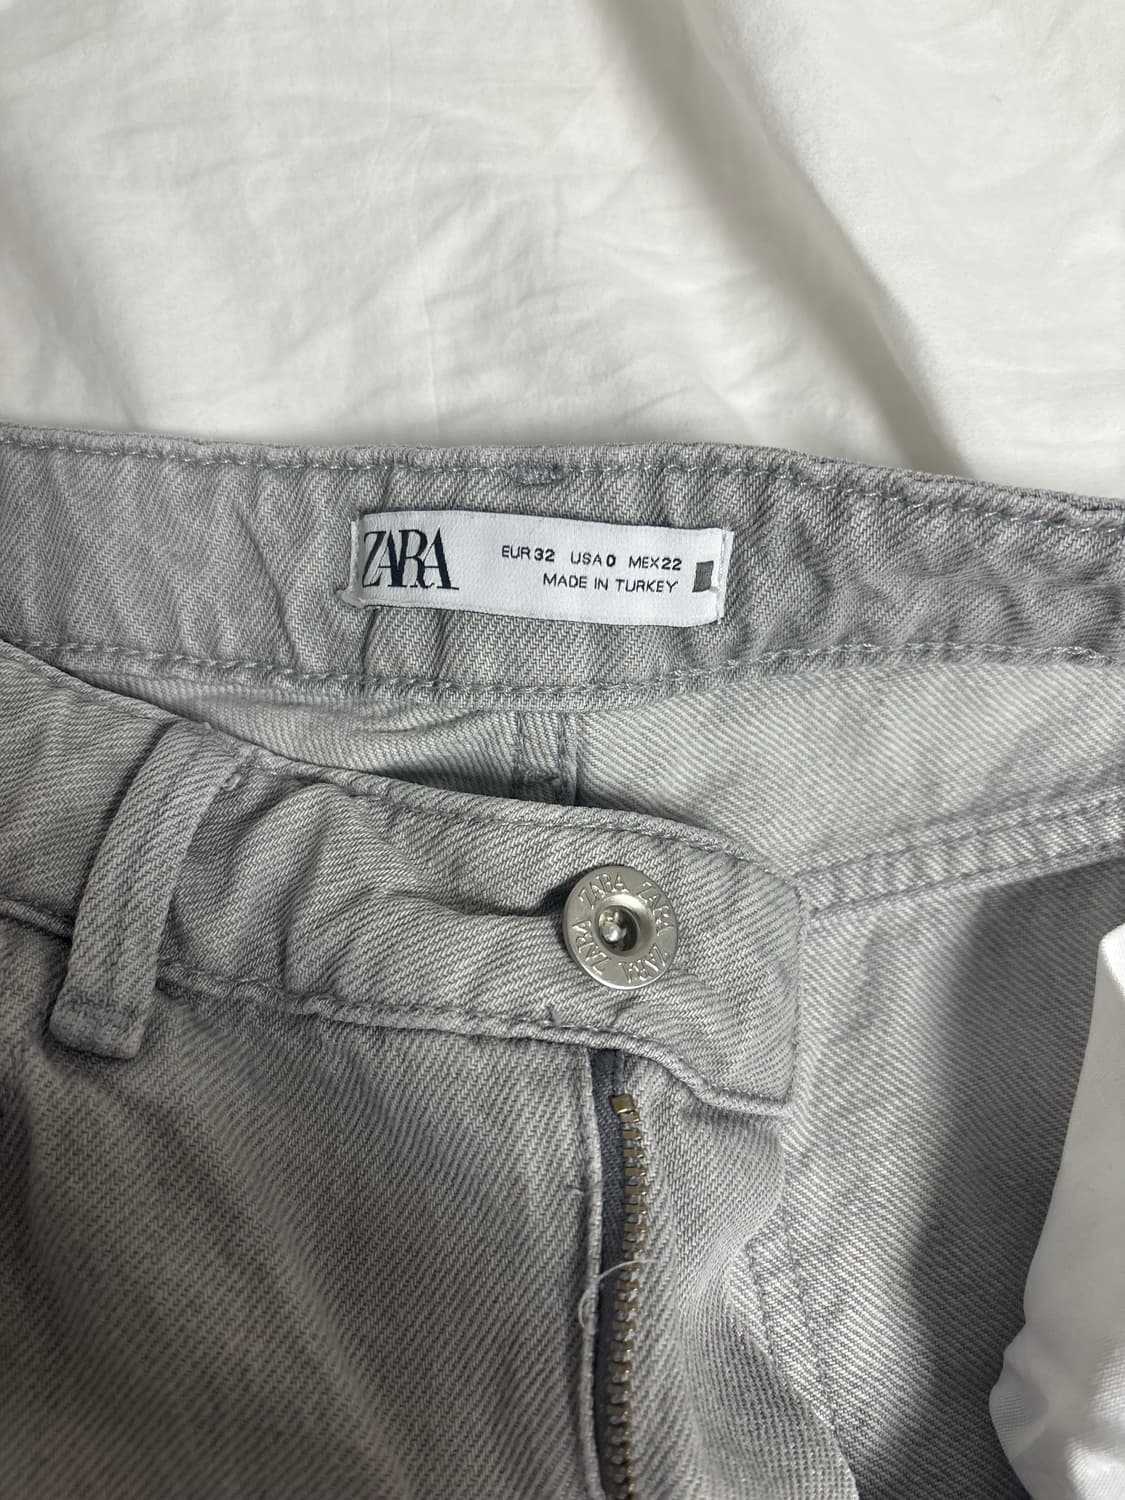 ZARA
EUR 32 USA 0 MEX 22
MADE IN TURKEY
ZARA ZARA ZARA ZARA